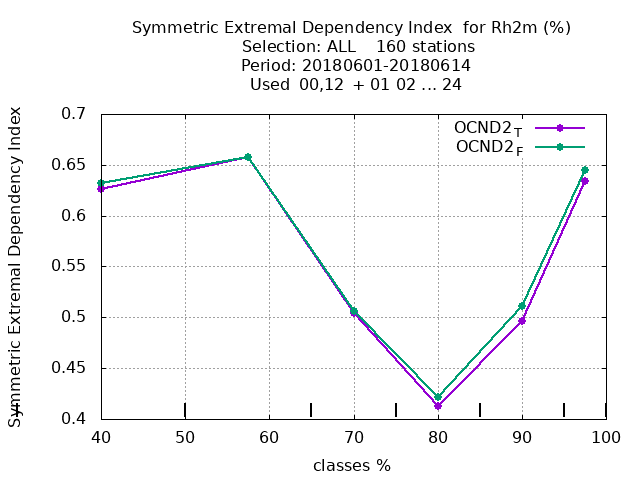 Symmetric Extremal Dependency Index  for Rh2m (%)
Selection: ALL    160 stations
Period: 20180601-20180614
Used  00,12  + 01 02 ... 24
Symmetric Extremal Dependency Index
0.7
0.65
0.6
0.55
0.5
0.45
0.4
OCND2T
OCND2F
40 50 60 70 80 90 100
classes %